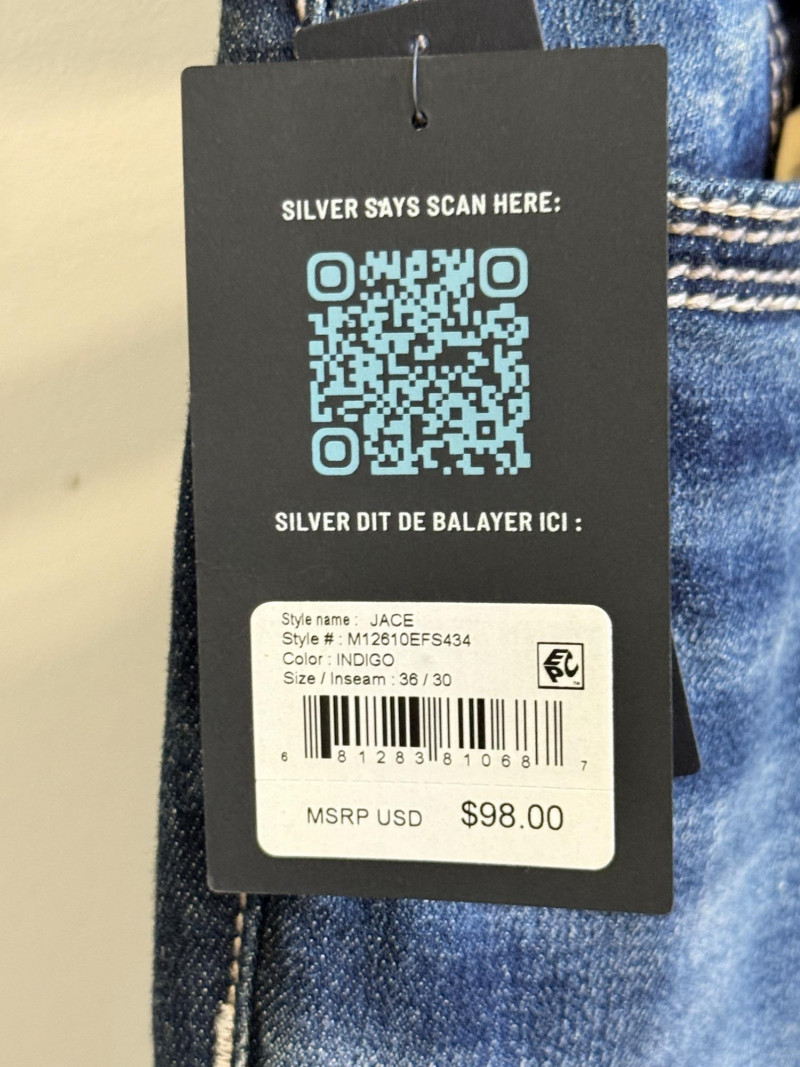 SILVER SAYS SCAN HERE:
SILVER DIT DE BALAYER ICI :
Style name : JACE
Style # : M12610EFS434
Color : INDIGO
Size / Inseam : 36 / 30
EPC
6 81283 81068 7
MSRP USD $98.00